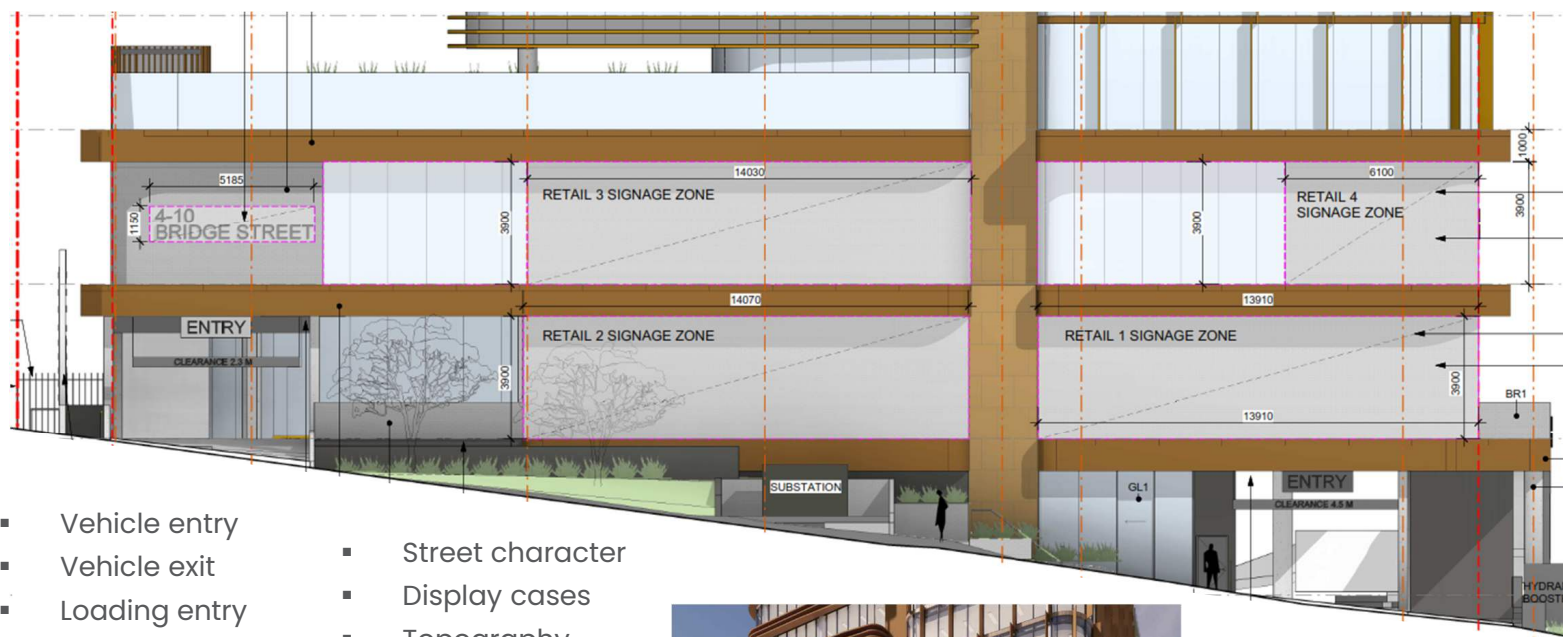 1000
5185
14030
6100
RETAIL 3 SIGNAGE ZONE
RETAIL 4
SIGNAGE ZONE
1150
4-10
BRIDGE STREET
3900
3900
3900
14070
13910
ENTRY
RETAIL 2 SIGNAGE ZONE
RETAIL 1 SIGNAGE ZONE
CLEARANCE 2.3 M
3900
3900
BR1
13910
SUBSTATION
GL1
ENTRY
CLEARANCE 4.5 M
▪ Vehicle entry
▪ Vehicle exit
▪ Loading entry
▪ Street character
▪ Display cases
▪ Topography